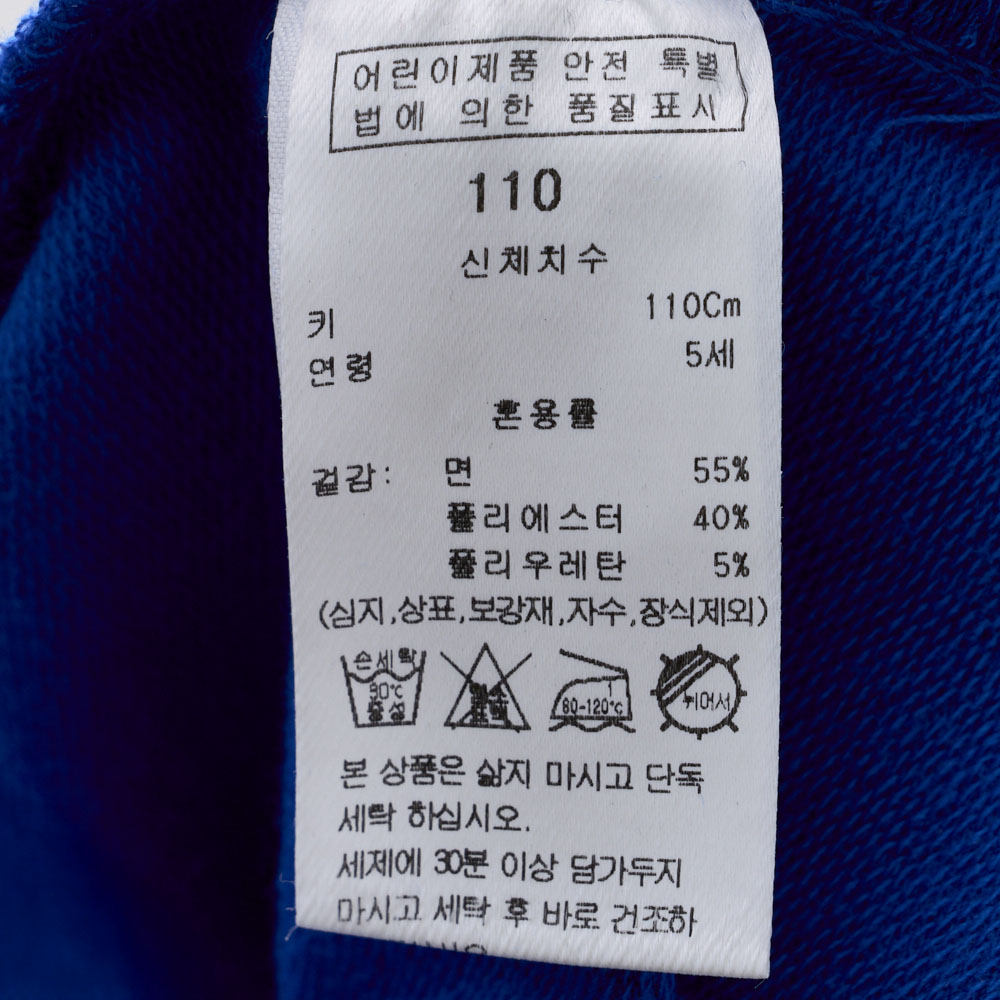 어린이제품 안전 특별
법에 의한 품질표시
110
신체치수
키 110Cm
연령 5세
혼용률
겉감: 면 55%
폴리에스터 40%
폴리우레탄 5%
(심지,상표,보강재,자수,장식제외)
손세탁 30℃ 중성
염소 표백
80-120℃
뉘어서
본 상품은 삶지 마시고 단독
세탁 하십시오.
세제에 30분 이상 담가두지
마시고 세탁 후 바로 건조하